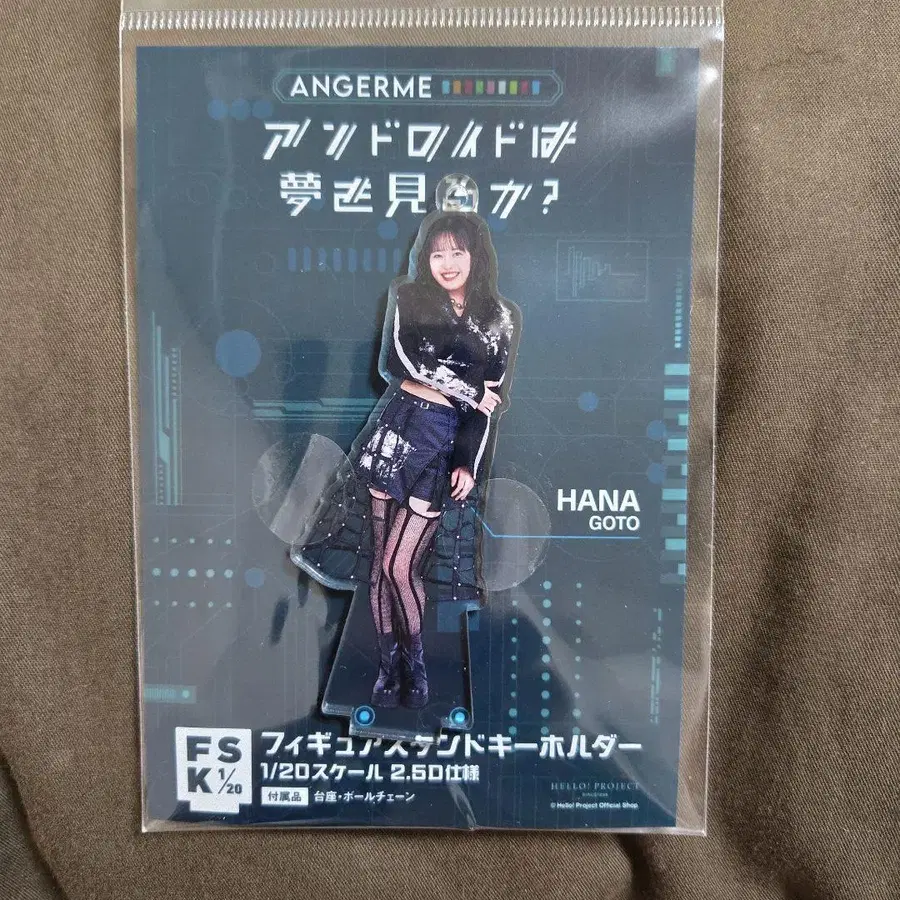 ANGERME
アンドロイドは
夢を見るか?
HANA
GOTO
FS
K 1/20
フィギュアスタンドキーホルダー
1/20スケール 2.5D仕様
付属品 台座・ボールチェーン
HELLO! PROJECT
© Hello! Project Official Shop